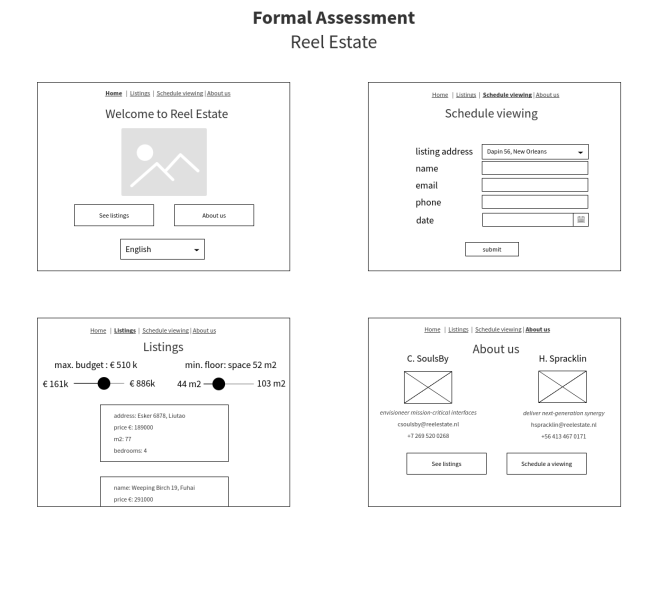 Formal Assessment
Reel Estate
Home | Listings | Schedule viewing | About us
Welcome to Reel Estate
See listings
About us
English
Home | Listings | Schedule viewing | About us
Schedule viewing
listing address
Dapin 56, New Orleans
name
email
phone
date
submit
Home | Listings | Schedule viewing | About us
Listings
max. budget : € 510 k
min. floor: space 52 m2
€ 161k
€ 886k
44 m2
103 m2
address: Esker 6878, Liutao
price €: 189000
m2: 77
bedrooms: 4
name: Weeping Birch 19, Fuhai
price €: 291000
Home | Listings | Schedule viewing | About us
About us
C. SoulsBy
H. Spracklin
envisioneer mission-critical interfaces
deliver next-generation synergy
csoulsby@reelestate.nl
hspracklin@reelestate.nl
+7 269 520 0268
+56 413 467 0171
See listings
Schedule a viewing